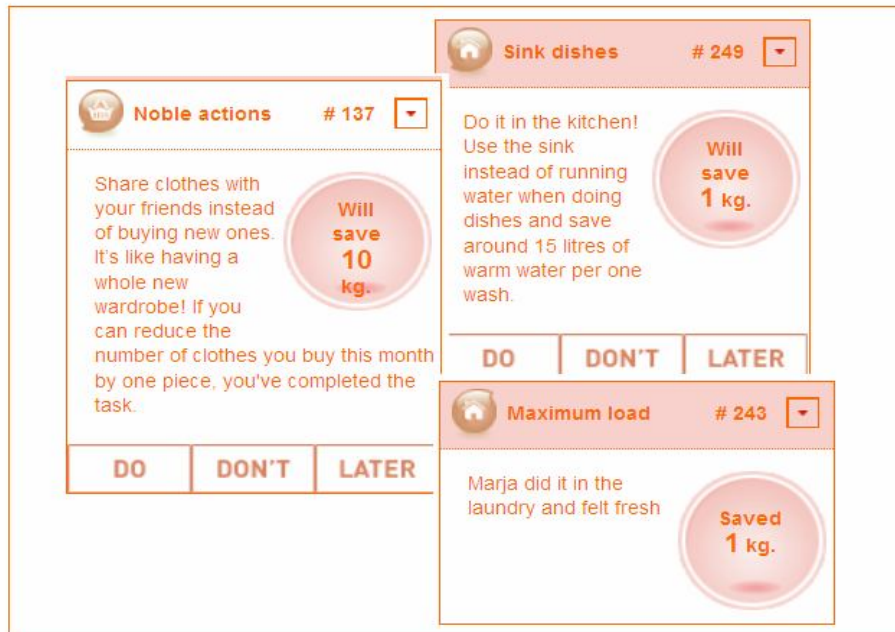 Sink dishes # 249
Do it in the kitchen!
Use the sink
instead of running
water when doing
dishes and save
around 15 litres of
warm water per one
wash.
Will
save
1 kg.
DO DON'T LATER
Noble actions # 137
Share clothes with
your friends instead
of buying new ones.
It's like having a
whole new
wardrobe! If you
can reduce the
number of clothes you buy this month
by one piece, you've completed the
task.
Will
save
10
kg.
DO DON'T LATER
Maximum load # 243
Marja did it in the
laundry and felt fresh
Saved
1 kg.